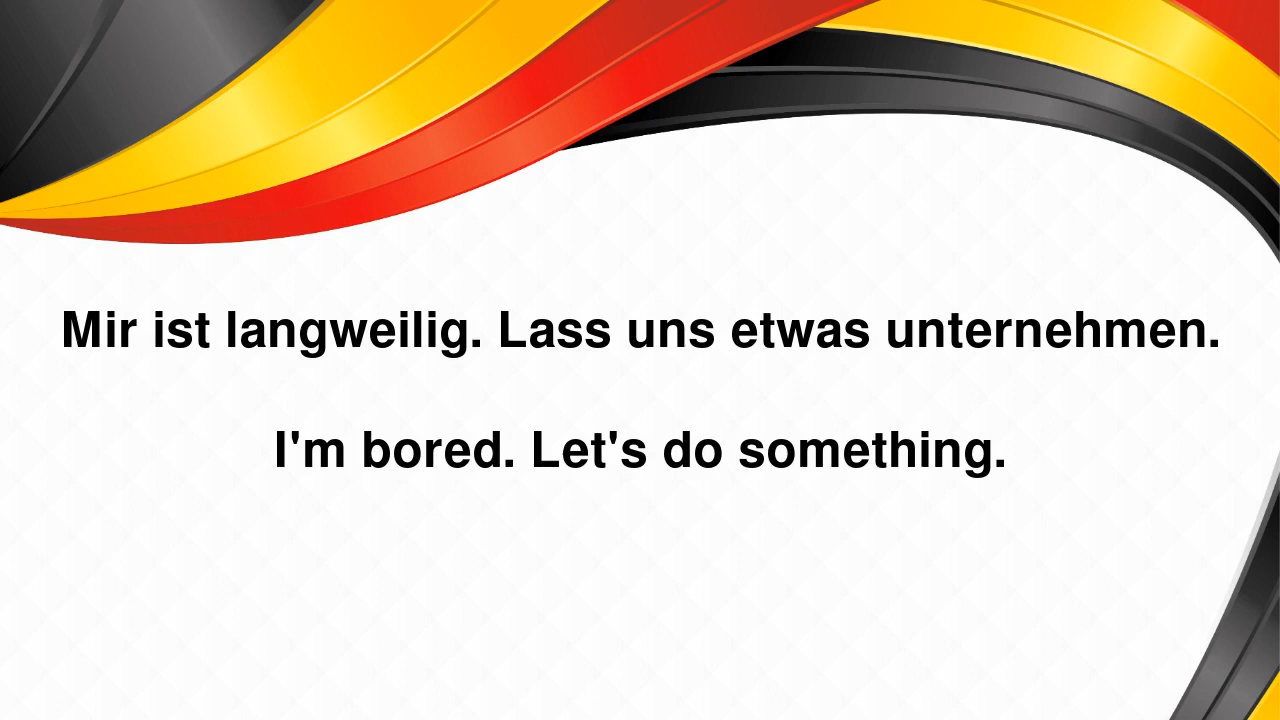 Mir ist langweilig. Lass uns etwas unternehmen.
I'm bored. Let's do something.